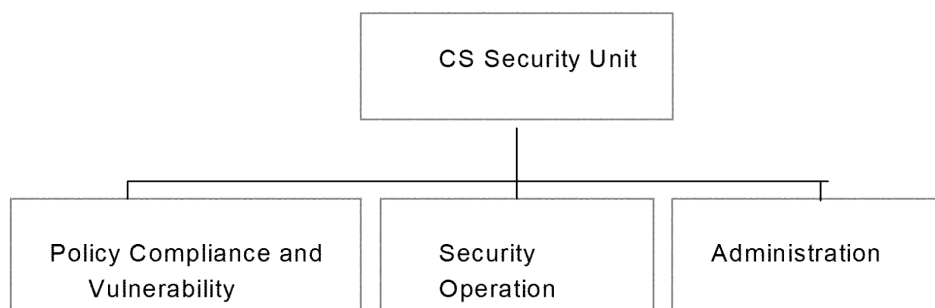 CS Security Unit
Policy Compliance and
Vulnerability
Security
Operation
Administration